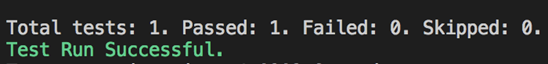 Total tests: 1. Passed: 1. Failed: 0. Skipped: 0.
Test Run Successful.